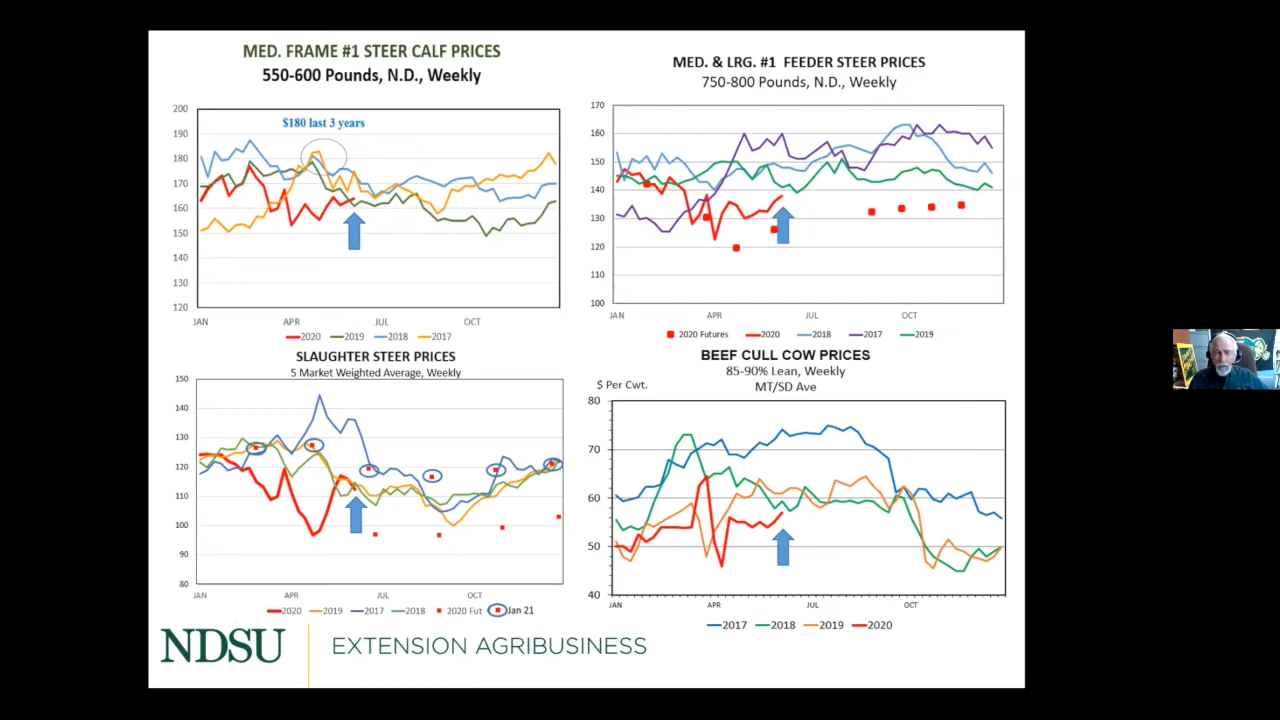 MED. FRAME #1 STEER CALF PRICES
550-600 Pounds, N.D., Weekly
200
190
180
170
160
150
140
130
120
$180 last 3 years
JAN APR JUL OCT
2020 2019 2018 2017
MED. & LRG. #1 FEEDER STEER PRICES
750-800 Pounds, N.D., Weekly
170
160
150
140
130
120
110
100
JAN APR JUL OCT
2020 Futures 2020 2018 2017 2019
SLAUGHTER STEER PRICES
5 Market Weighted Average, Weekly
150
140
130
120
110
100
90
80
JAN APR JUL OCT
2020 2019 2017 2018 2020 Fut Jan 21
BEEF CULL COW PRICES
85-90% Lean, Weekly
MT/SD Ave
$ Per Cwt.
80
70
60
50
40
JAN APR JUL OCT
2017 2018 2019 2020
NDSU EXTENSION AGRIBUSINESS